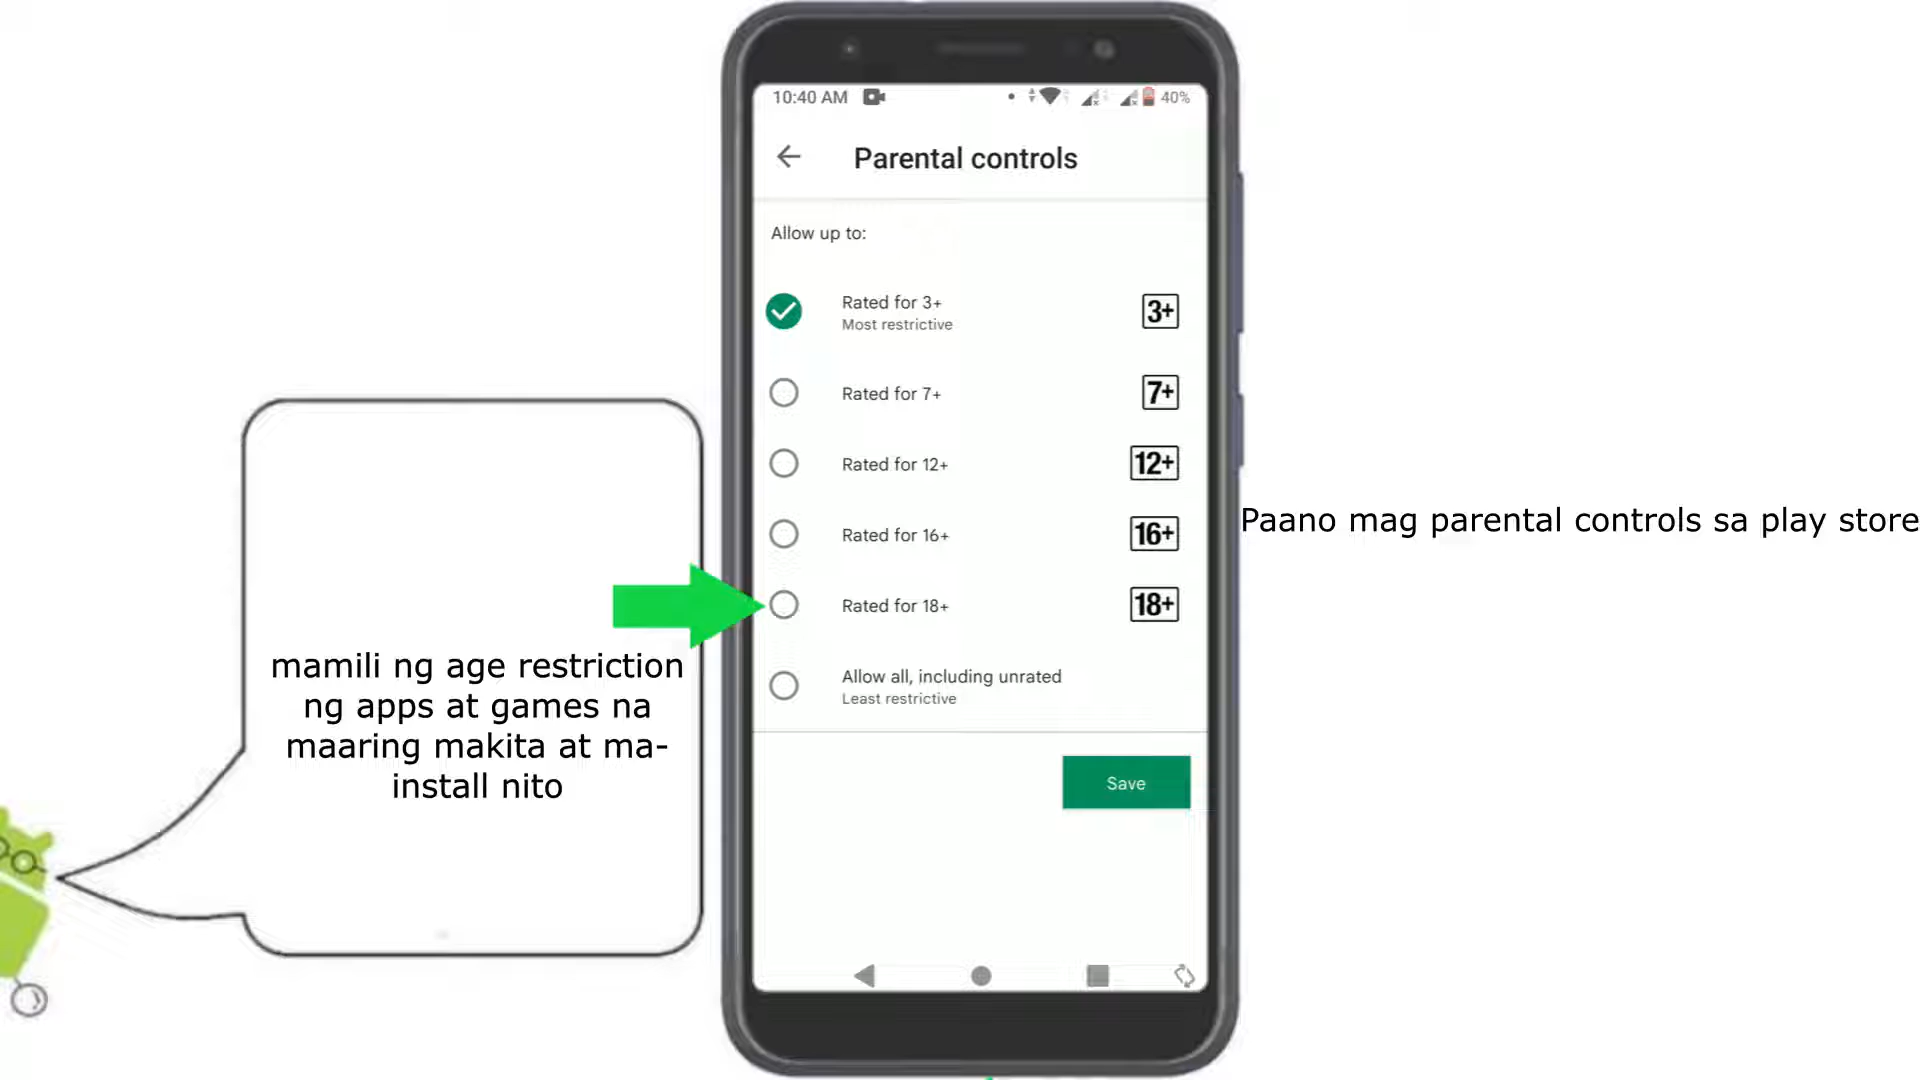 10:40 AM
40%
Parental controls
Allow up to:
Rated for 3+
Most restrictive
3+
Rated for 7+
7+
Rated for 12+
12+
Rated for 16+
16+
Rated for 18+
18+
Allow all, including unrated
Least restrictive
Save
mamili ng age restriction
ng apps at games na
maaring makita at ma-
install nito
Paano mag parental controls sa play store